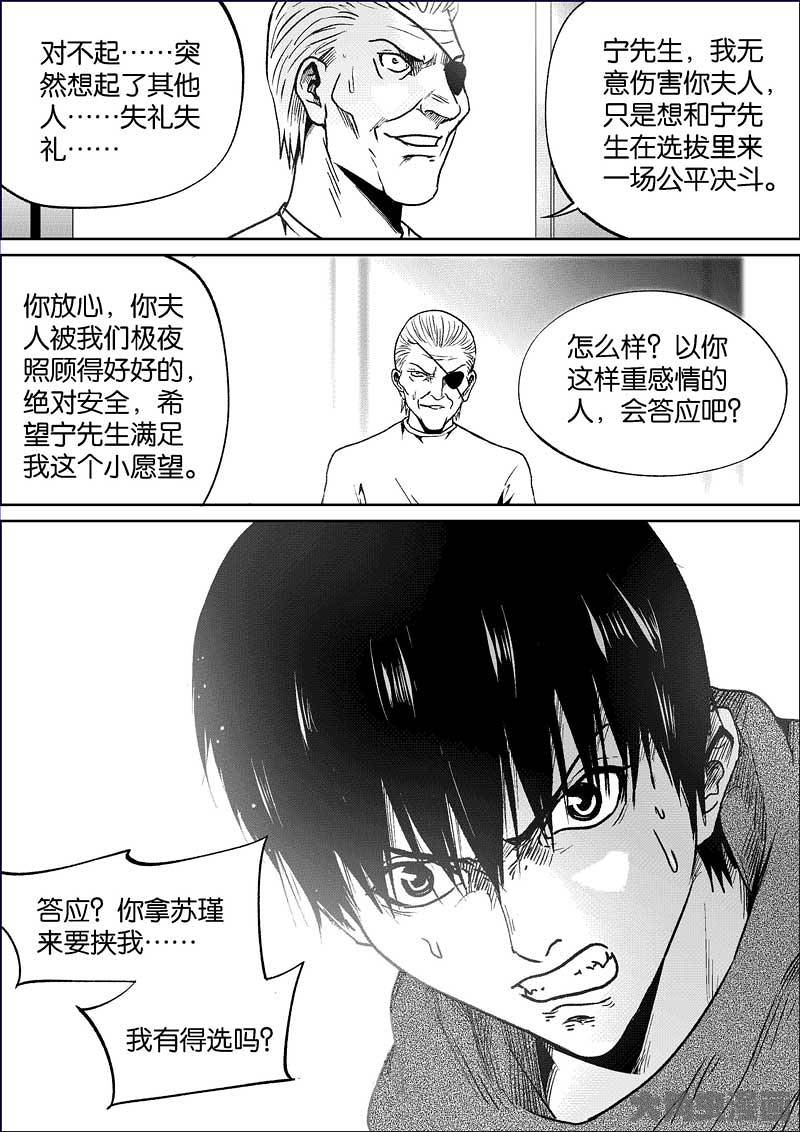 对不起……突
然想起了其他
人……失礼失
礼……
宁先生，我无
意伤害你夫人，
只是想和宁先
生在选拔里来
一场公平决斗。
你放心，你夫
人被我们极夜
照顾得好好的，
绝对安全，希
望宁先生满足
我这个小愿望。
怎么样？以你
这样重感情的
人，会答应吧？
答应？你拿苏瑾
来要挟我……
我有得选吗？